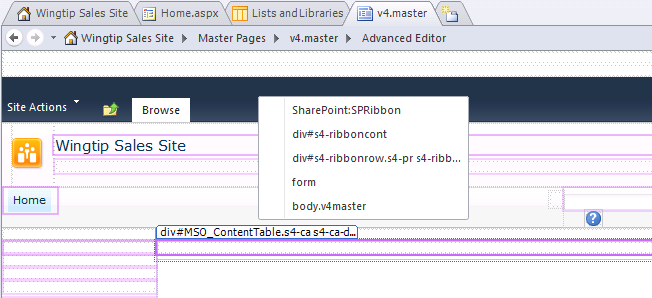 Wingtip Sales Site Home.aspx Lists and Libraries v4.master
Wingtip Sales Site Master Pages v4.master Advanced Editor
Site Actions Browse
SharePoint:SPRibbon
div#s4-ribboncont
div#s4-ribbonrow.s4-pr s4-ribb...
form
body.v4master
Wingtip Sales Site
Home
?
div#MSO_ContentTable.s4-ca s4-ca-d...